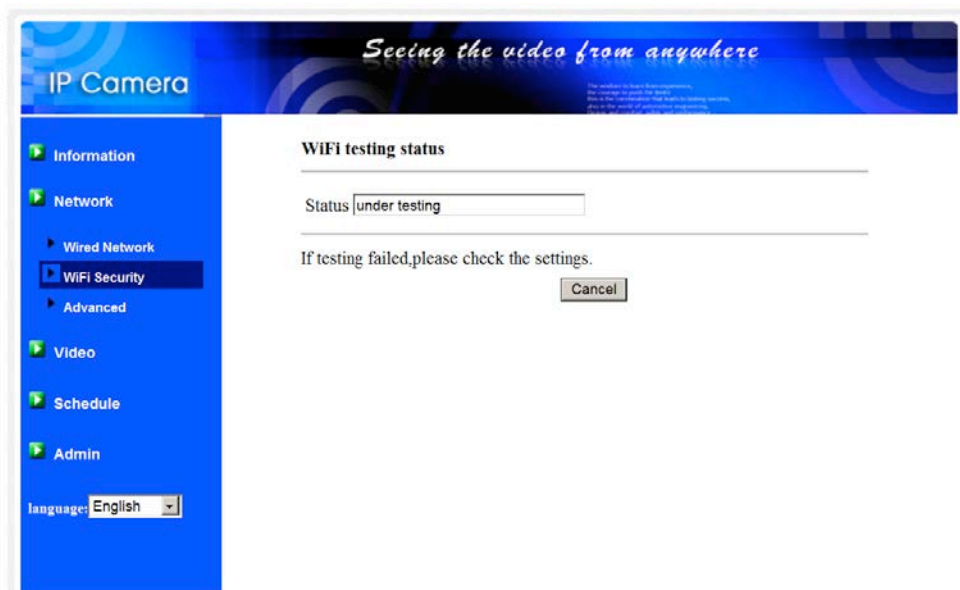 Seeing the video from anywhere
IP Camera
Information
Network
Wired Network
WiFi Security
Advanced
Video
Schedule
Admin
language: English
WiFi testing status
Status under testing
If testing failed,please check the settings.
Cancel